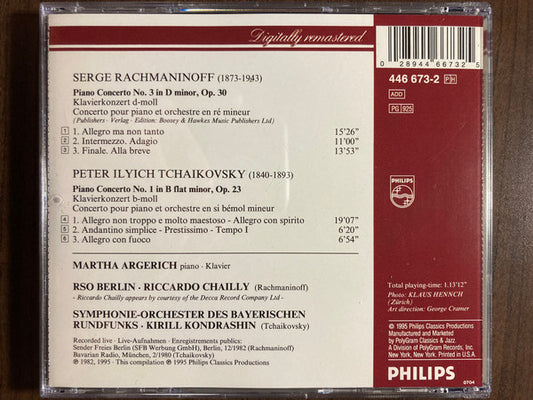 Digitally remastered
0 28944 66732 5
446 673-2 PH
ADD
PG 925
SERGE RACHMANINOFF (1873-1943)
Piano Concerto No. 3 in D minor, Op. 30
Klavierkonzert d-moll
Concerto pour piano et orchestre en ré mineur
(Publishers · Verlag · Edition: Boosey & Hawkes Music Publishers Ltd)
1 1. Allegro ma non tanto 15'26"
2 2. Intermezzo. Adagio 11'00"
3 3. Finale. Alla breve 13'53"
PETER ILYICH TCHAIKOVSKY (1840-1893)
Piano Concerto No. 1 in B flat minor, Op. 23
Klavierkonzert b-moll
Concerto pour piano et orchestre en si bémol mineur
4 1. Allegro non troppo e molto maestoso - Allegro con spirito 19'07"
5 2. Andantino simplice - Prestissimo - Tempo I 6'20"
6 3. Allegro con fuoco 6'54"
MARTHA ARGERICH piano · Klavier
RSO BERLIN · RICCARDO CHAILLY (Rachmaninoff)
- Riccardo Chailly appears by courtesy of the Decca Record Company Ltd -
SYMPHONIE-ORCHESTER DES BAYERISCHEN
RUNDFUNKS · KIRILL KONDRASHIN (Tchaikovsky)
Recorded live · Live-Aufnahmen · Enregistrements publics:
Sender Freies Berlin (SFB Werbung GmbH), Berlin, 12/1982 (Rachmaninoff)
Bavarian Radio, München, 2/1980 (Tchaikovsky)
℗ 1982, 1995 · This compilation ℗ 1995 Philips Classics Productions
PHILIPS
Total playing-time: 1.13'12"
Photo: KLAUS HENNCH
(Zürich)
Art direction: George Cramer
© 1995 Philips Classics Productions
Manufactured and Marketed
by PolyGram Classics & Jazz,
A Division of PolyGram Records, Inc.
New York, New York. Printed in U.S.A.
PHILIPS
0704